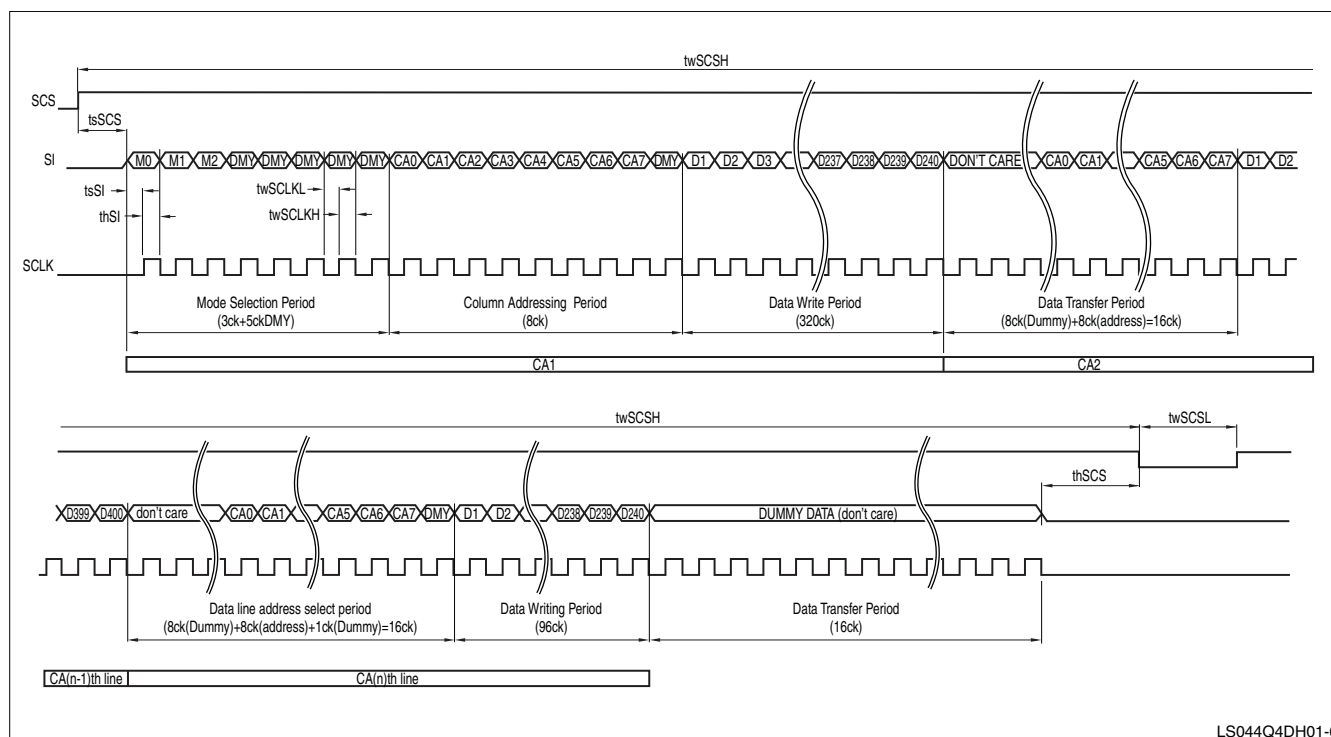 twSCSH
SCS
tsSCS
SI M0 M1 M2 DMY DMY DMY DMY DMY CA0 CA1 CA2 CA3 CA4 CA5 CA6 CA7 DMY D1 D2 D3 D237 D238 D239 D240 DON'T CARE CA0 CA1 CA5 CA6 CA7 D1 D2
tsSI twSCLKL
thSI twSCLKH
SCLK
Mode Selection Period Column Addressing Period Data Write Period Data Transfer Period
(3ck+5ckDMY) (8ck) (320ck) (8ck(Dummy)+8ck(address)=16ck)
CA1 CA2
twSCSH twSCSL
thSCS
D399 D400 don't care CA0 CA1 CA5 CA6 CA7 DMY D1 D2 D238 D239 D240 DUMMY DATA (don't care)
Data line address select period Data Writing Period Data Transfer Period
(8ck(Dummy)+8ck(address)+1ck(Dummy)=16ck) (96ck) (16ck)
CA(n-1)th line CA(n)th line